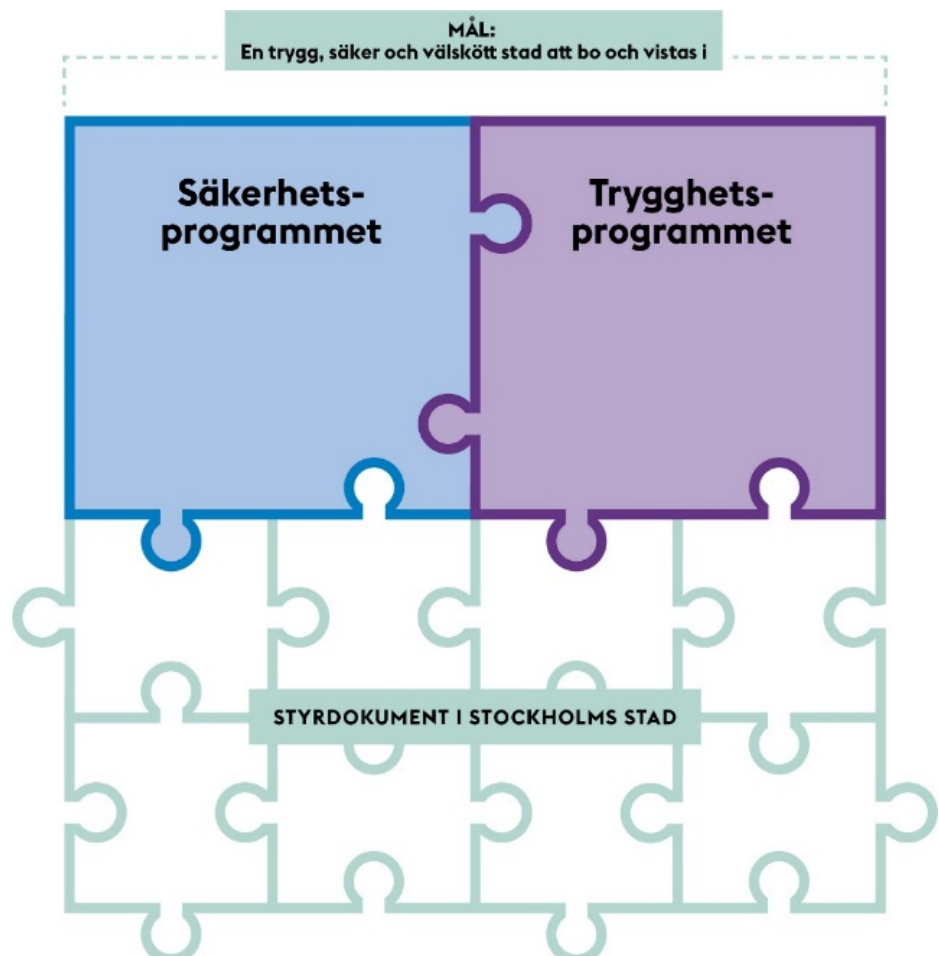 MÅL:
En trygg, säker och välskött stad att bo och vistas i
Säkerhets-
programmet
Trygghets-
programmet
STYRDOKUMENT I STOCKHOLMS STAD